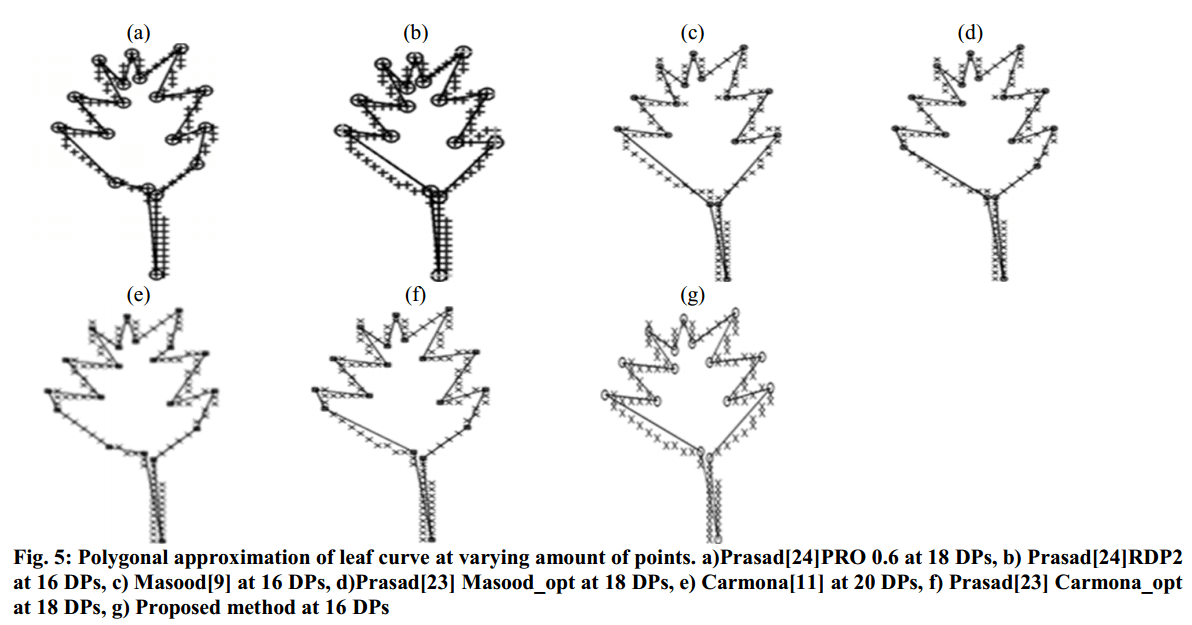 (a) (b) (c) (d)
(e) (f) (g)
Fig. 5: Polygonal approximation of leaf curve at varying amount of points. a)Prasad[24]PRO 0.6 at 18 DPs, b) Prasad[24]RDP2
at 16 DPs, c) Masood[9] at 16 DPs, d)Prasad[23] Masood_opt at 18 DPs, e) Carmona[11] at 20 DPs, f) Prasad[23] Carmona_opt
at 18 DPs, g) Proposed method at 16 DPs